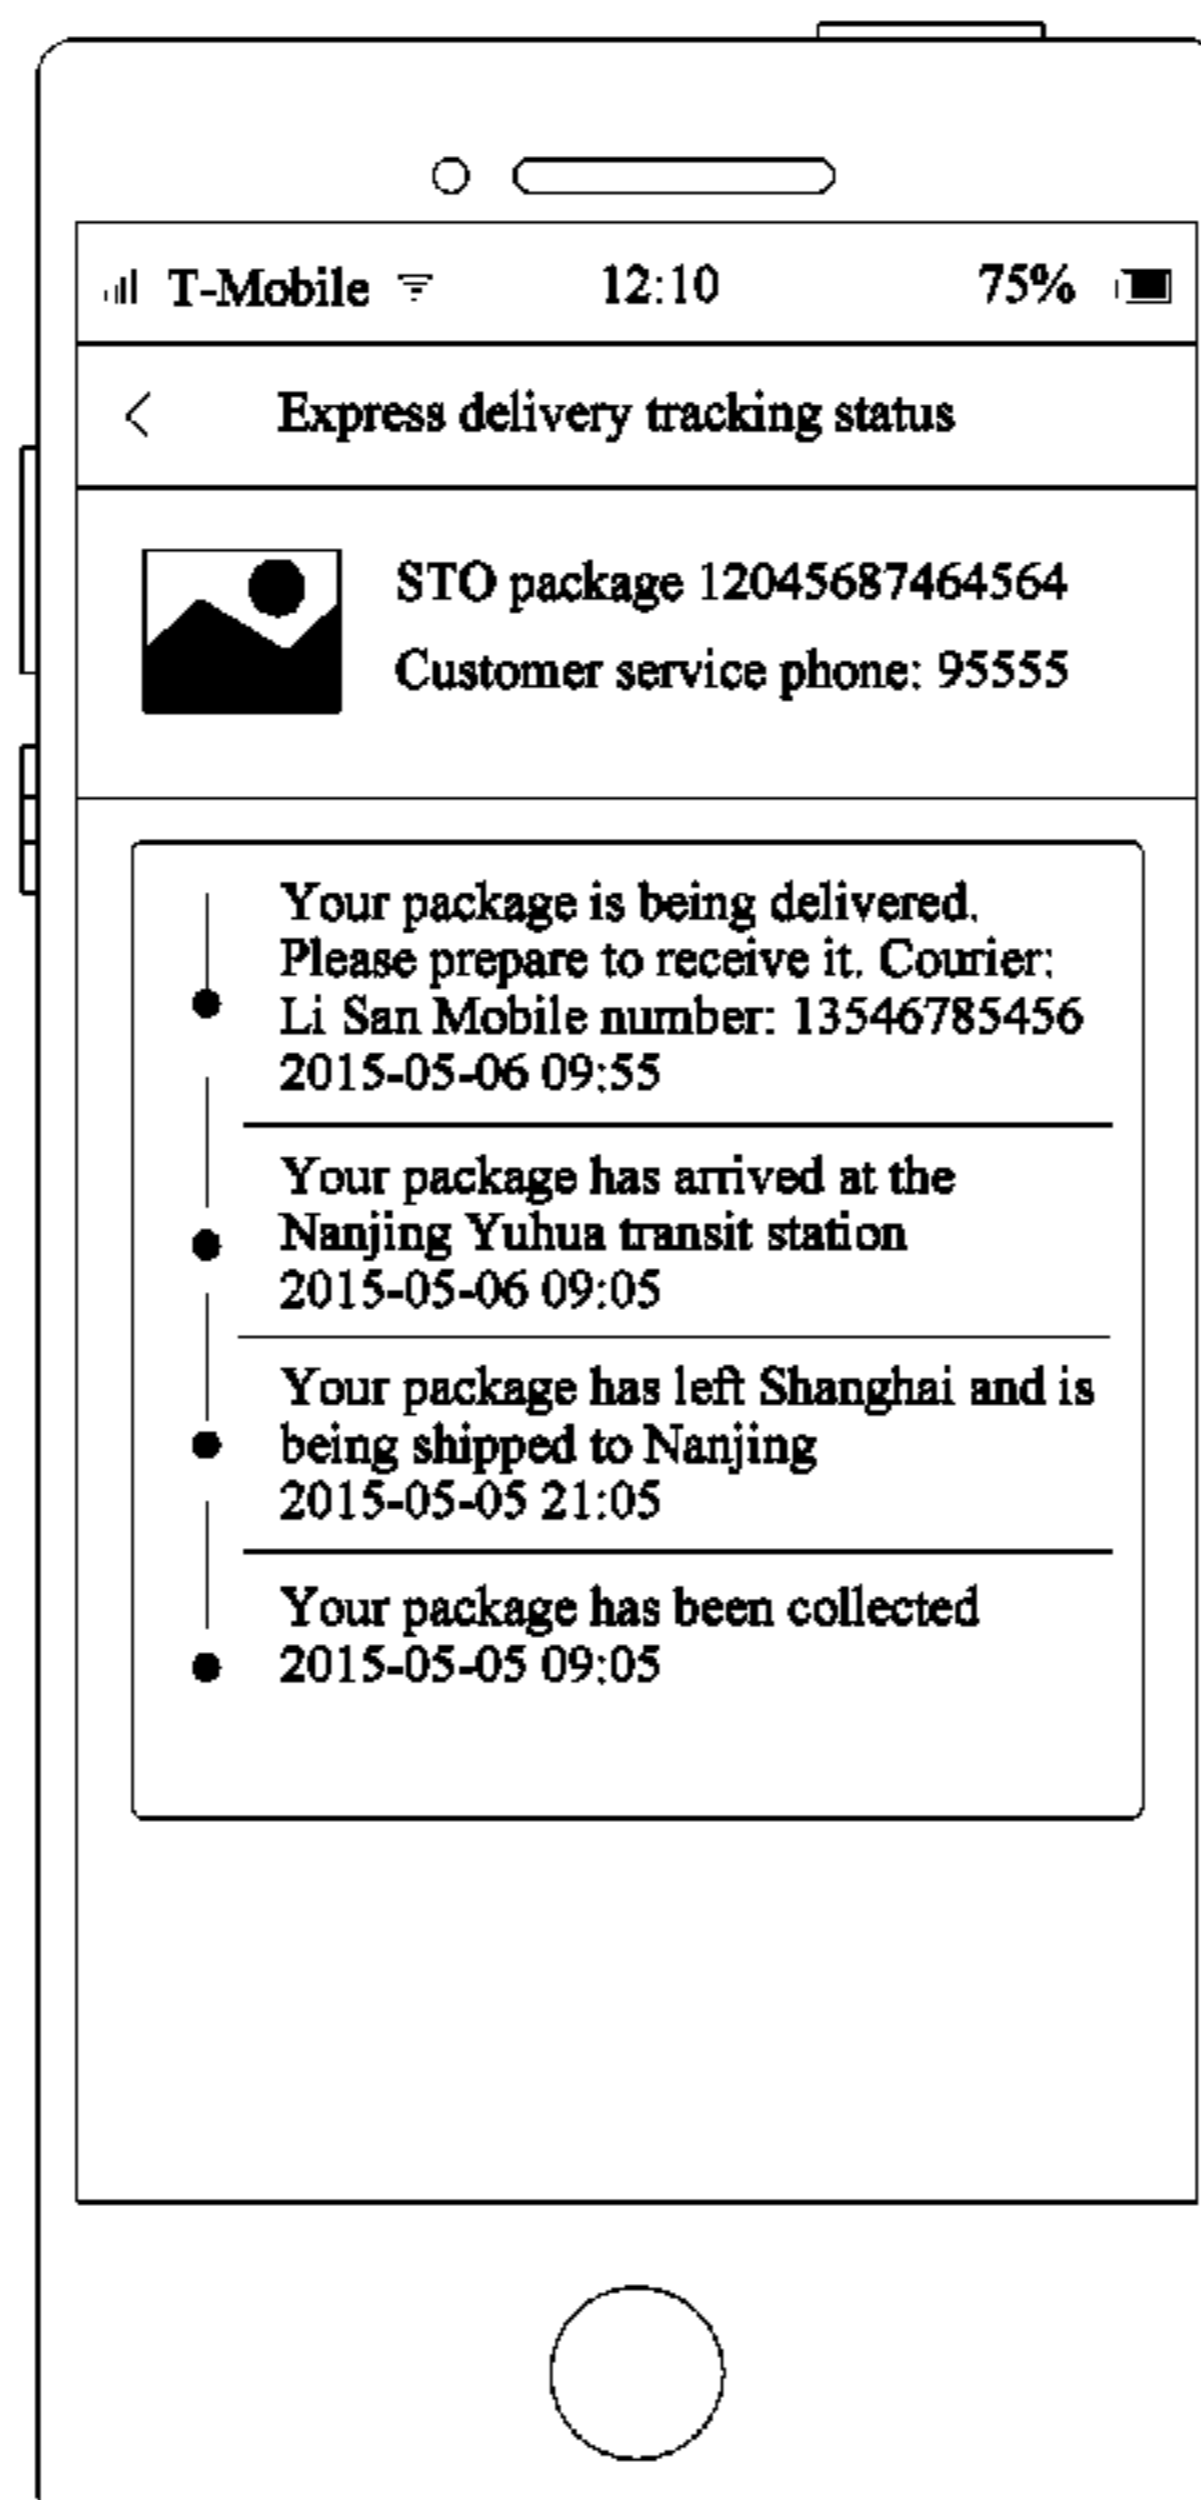 T-Mobile 12:10 75%
Express delivery tracking status
STO package 12045687464564
Customer service phone: 95555
Your package is being delivered.
Please prepare to receive it. Courier:
Li San Mobile number: 13546785456
2015-05-06 09:55
Your package has arrived at the
Nanjing Yuhua transit station
2015-05-06 09:05
Your package has left Shanghai and is
being shipped to Nanjing
2015-05-05 21:05
Your package has been collected
2015-05-05 09:05